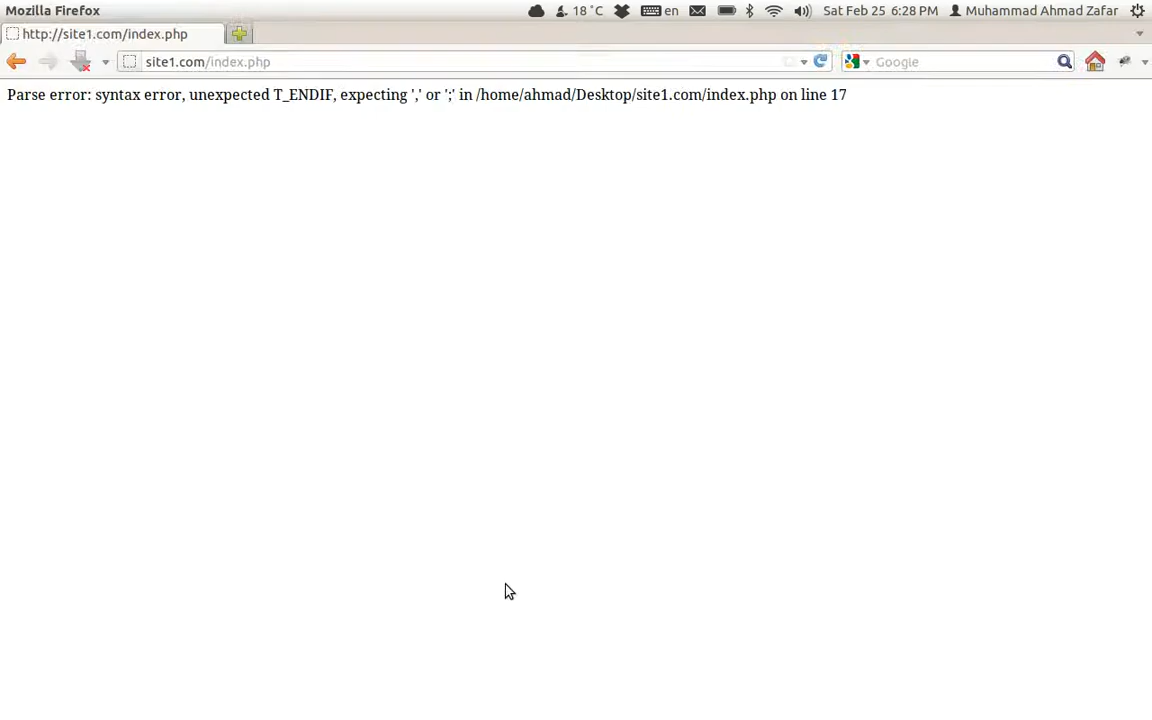 Mozilla Firefox 18 °C en Sat Feb 25 6:28 PM Muhammad Ahmad Zafar
http://site1.com/index.php
site1.com/index.php Google
Parse error: syntax error, unexpected T_ENDIF, expecting ',' or ';' in /home/ahmad/Desktop/site1.com/index.php on line 17